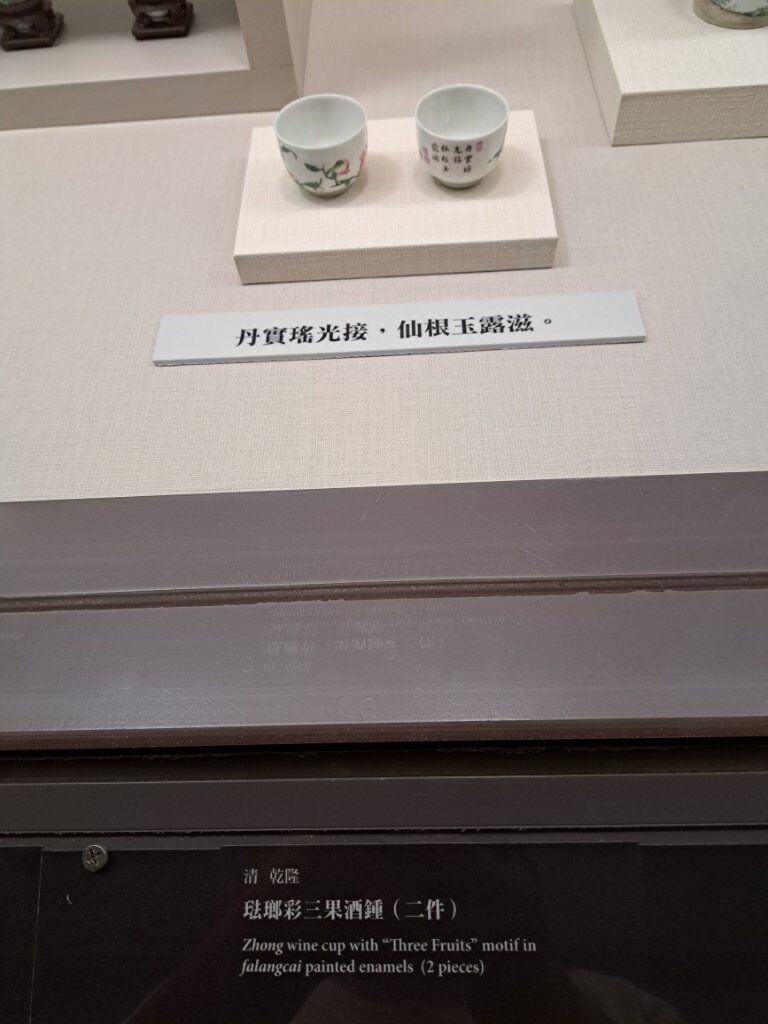 丹實瑤光接，仙根玉露滋。
清 乾隆
琺瑯彩三果酒鍾（二件）
Zhong wine cup with “Three Fruits” motif in
falangcai painted enamels (2 pieces)